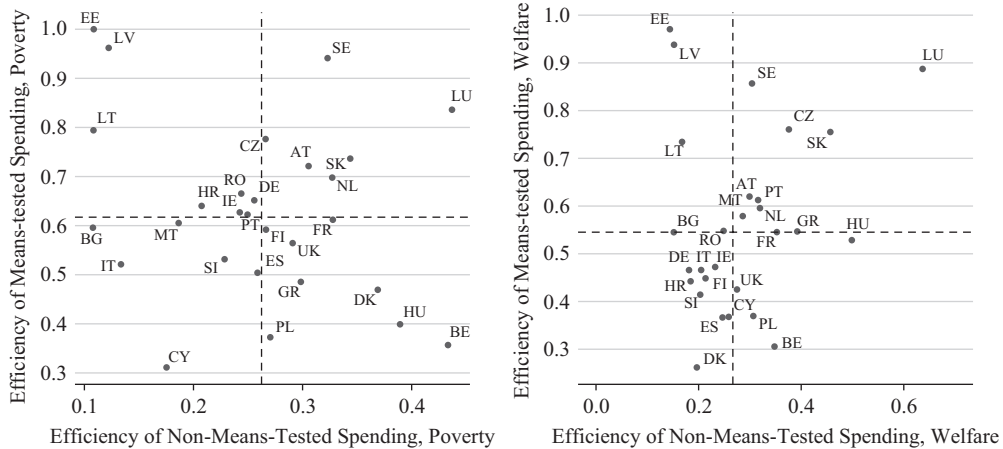 Efficiency of Means-tested Spending, Poverty
1.0
0.9
0.8
0.7
0.6
0.5
0.4
0.3
EE
LV
SE
LU
LT
CZ
AT
SK
NL
RO
DE
HR
IE
PT
FR
MT
BG
FI
UK
IT
SI
ES
GR
DK
HU
PL
BE
CY
0.1
0.2
0.3
0.4
Efficiency of Non-Means-Tested Spending, Poverty
Efficiency of Means-tested Spending, Welfare
1.0
0.9
0.8
0.7
0.6
0.5
0.4
0.3
EE
LV
LU
SE
CZ
SK
LT
AT
PT
MT
NL
BG
GR
HU
RO
FR
DE
IT
IE
HR
FI
UK
SI
CY
ES
PL
BE
DK
0.0
0.2
0.4
0.6
Efficiency of Non-Means-Tested Spending, Welfare